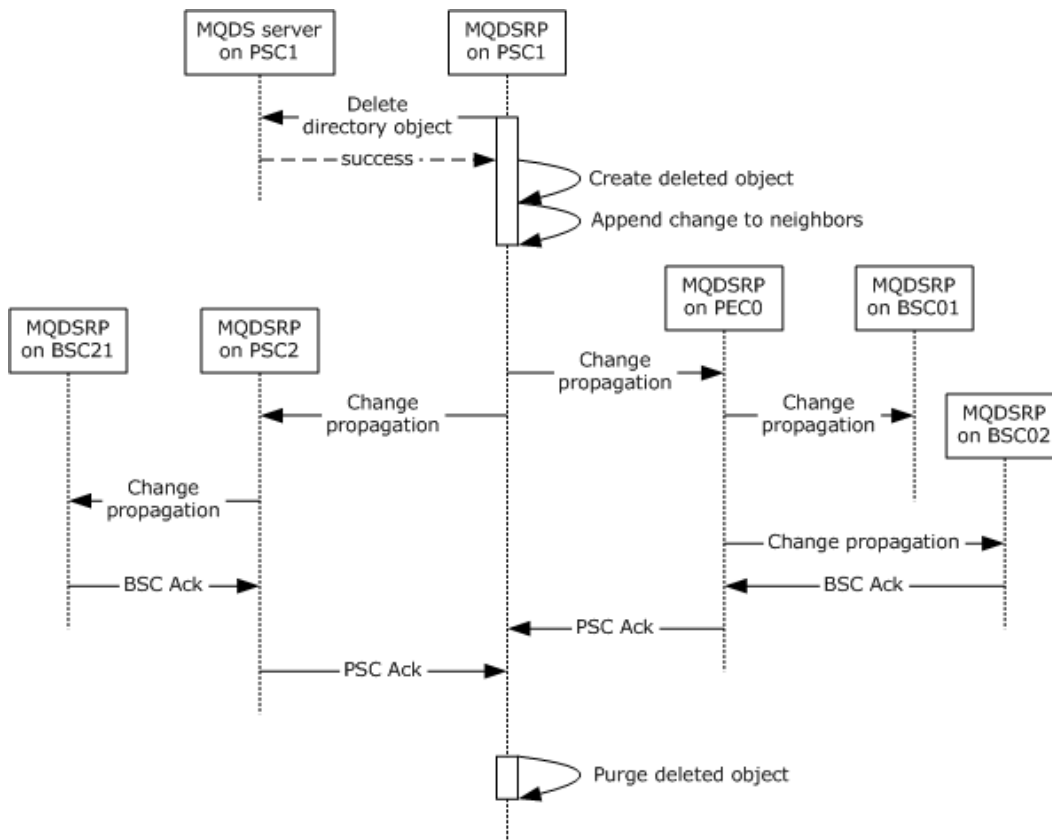 MQDS server
on PSC1
MQDSRP
on PSC1
Delete
directory object
success
Create deleted object
Append change to neighbors
MQDSRP
on BSC21
MQDSRP
on PSC2
MQDSRP
on PEC0
MQDSRP
on BSC01
Change
propagation
Change
propagation
Change
propagation
MQDSRP
on BSC02
Change
propagation
Change propagation
BSC Ack
BSC Ack
PSC Ack
PSC Ack
Purge deleted object